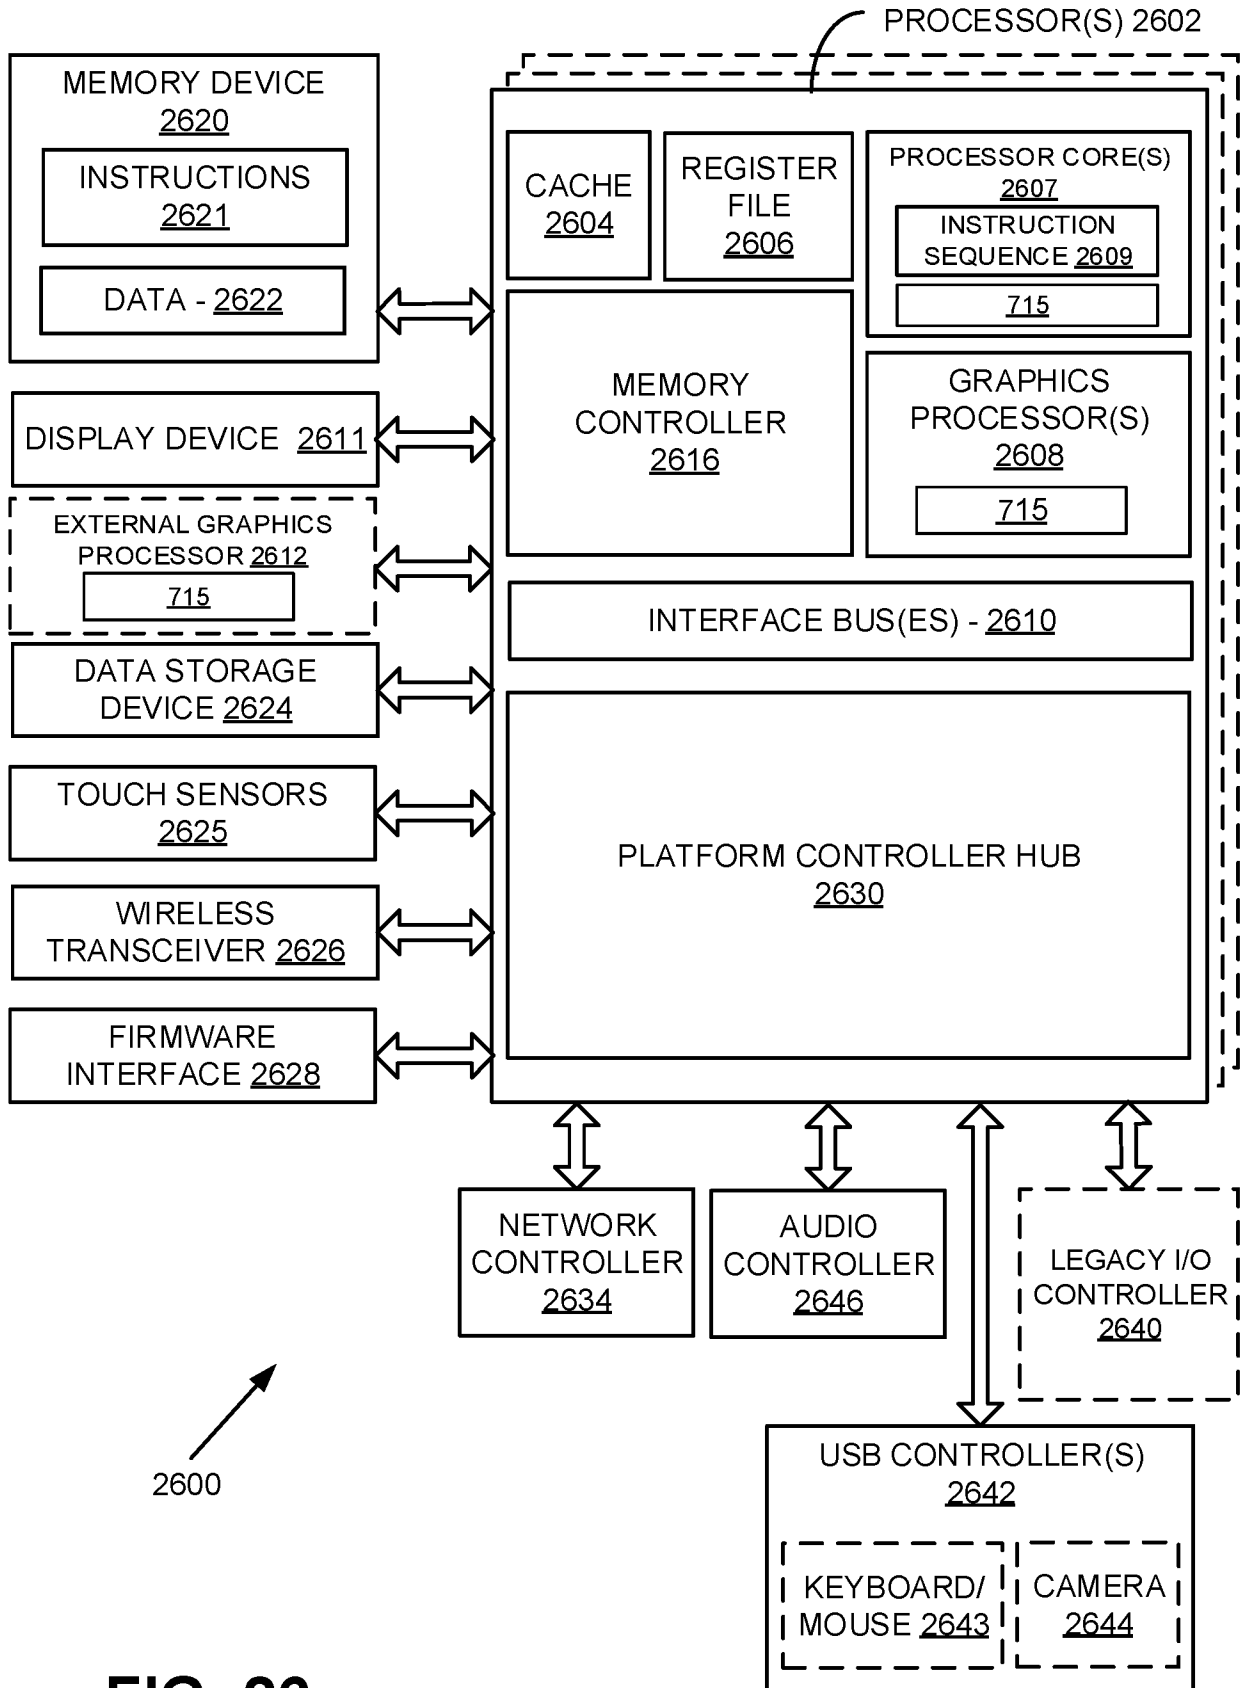 PROCESSOR(S) 2602
MEMORY DEVICE
2620
INSTRUCTIONS
2621
DATA - 2622
DISPLAY DEVICE 2611
EXTERNAL GRAPHICS
PROCESSOR 2612
715
DATA STORAGE
DEVICE 2624
TOUCH SENSORS
2625
WIRELESS
TRANSCEIVER 2626
FIRMWARE
INTERFACE 2628
CACHE
2604
REGISTER
FILE
2606
PROCESSOR CORE(S)
2607
INSTRUCTION
SEQUENCE 2609
715
MEMORY
CONTROLLER
2616
GRAPHICS
PROCESSOR(S)
2608
715
INTERFACE BUS(ES) - 2610
PLATFORM CONTROLLER HUB
2630
NETWORK
CONTROLLER
2634
AUDIO
CONTROLLER
2646
LEGACY I/O
CONTROLLER
2640
2600
USB CONTROLLER(S)
2642
KEYBOARD/
MOUSE 2643
CAMERA
2644
FIG.